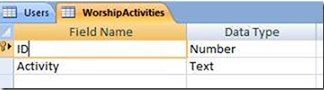 Users WorshipActivities
Field Name Data Type
ID Number
Activity Text